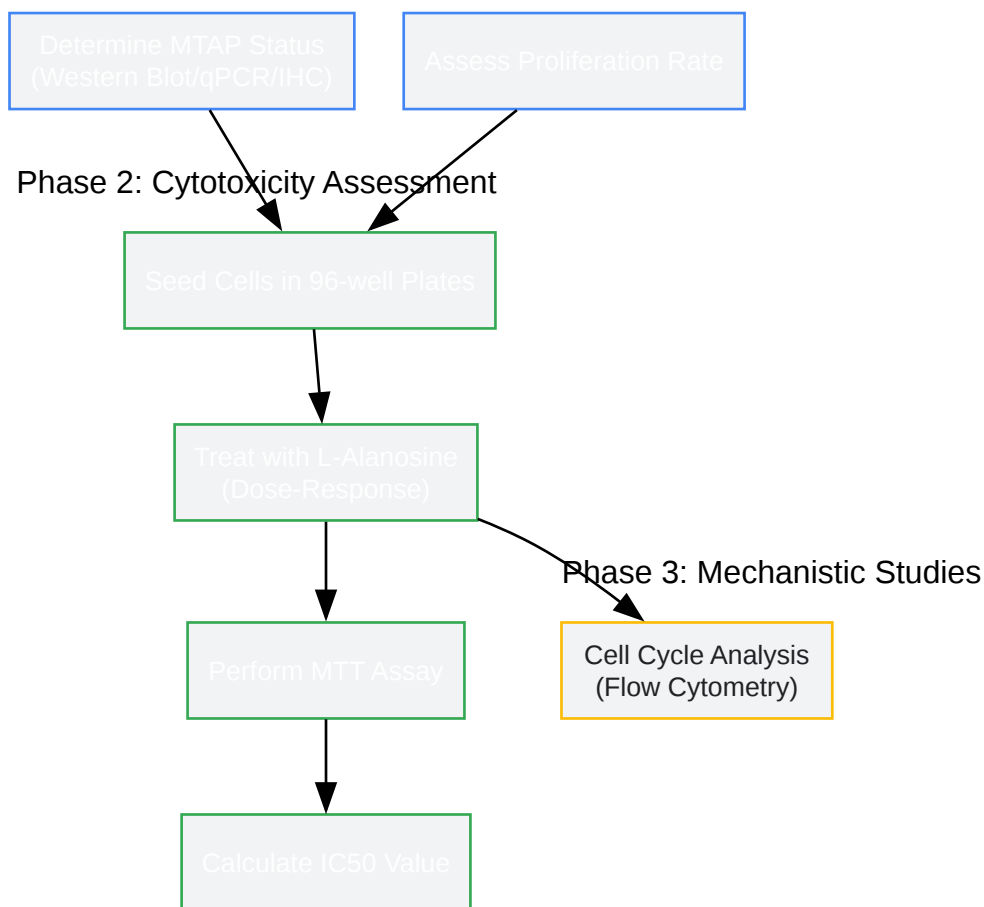 Determine MTAP Status
(Western Blot/qPCR/IHC)
Assess Proliferation Rate
Phase 2: Cytotoxicity Assessment
Seed Cells in 96-well Plates
Treat with L-Alanosine
(Dose-Response)
Phase 3: Mechanistic Studies
Perform MTT Assay
Cell Cycle Analysis
(Flow Cytometry)
Calculate IC50 Value